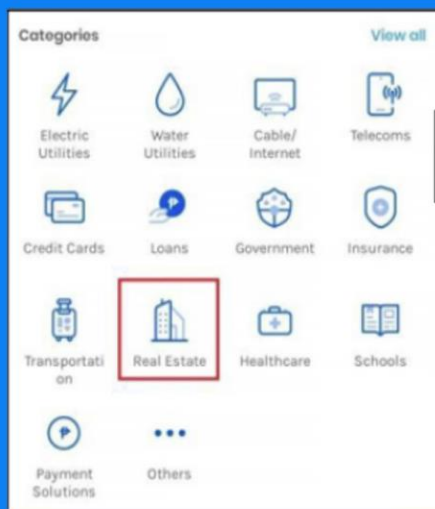 Categories View all
Electric Water Cable/ Telecoms
Utilities Utilities Internet
Credit Cards Loans Government Insurance
Transportati Real Estate Healthcare Schools
on
Payment Others
Solutions